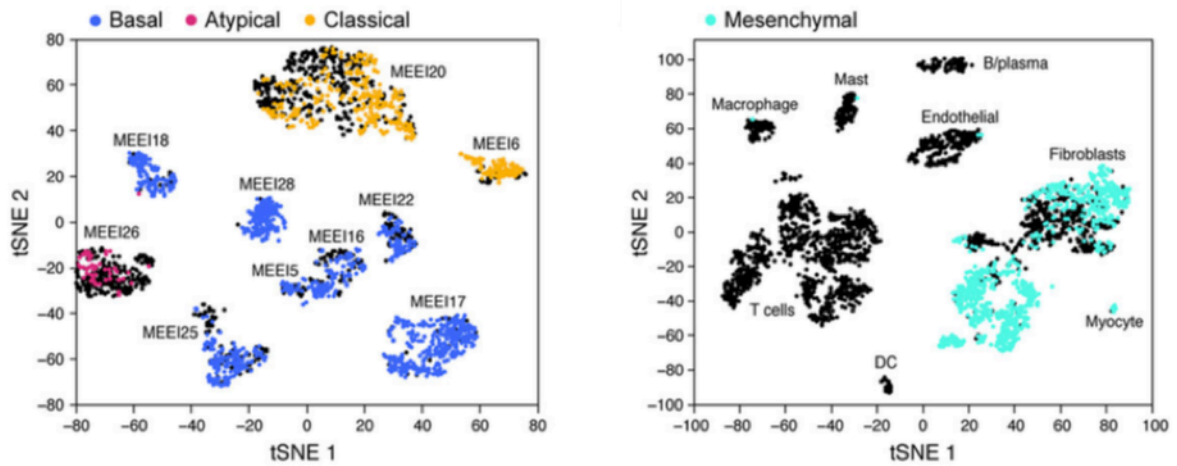 Basal Atypical Classical
80
60
40
20
0
−20
−40
−60
−80
tSNE 2
−80 −60 −40 −20 0 20 40 60 80
tSNE 1
MEEI20
MEEI18
MEEI6
MEEI28
MEEI22
MEEI26
MEEI16
MEEI5
MEEI17
MEEI25
Mesenchymal
100
80
60
40
20
0
−20
−40
−60
−80
−100
tSNE 2
−100 −80 −60 −40 −20 0 20 40 60 80 100
tSNE 1
B/plasma
Mast
Macrophage
Endothelial
Fibroblasts
T cells
Myocyte
DC